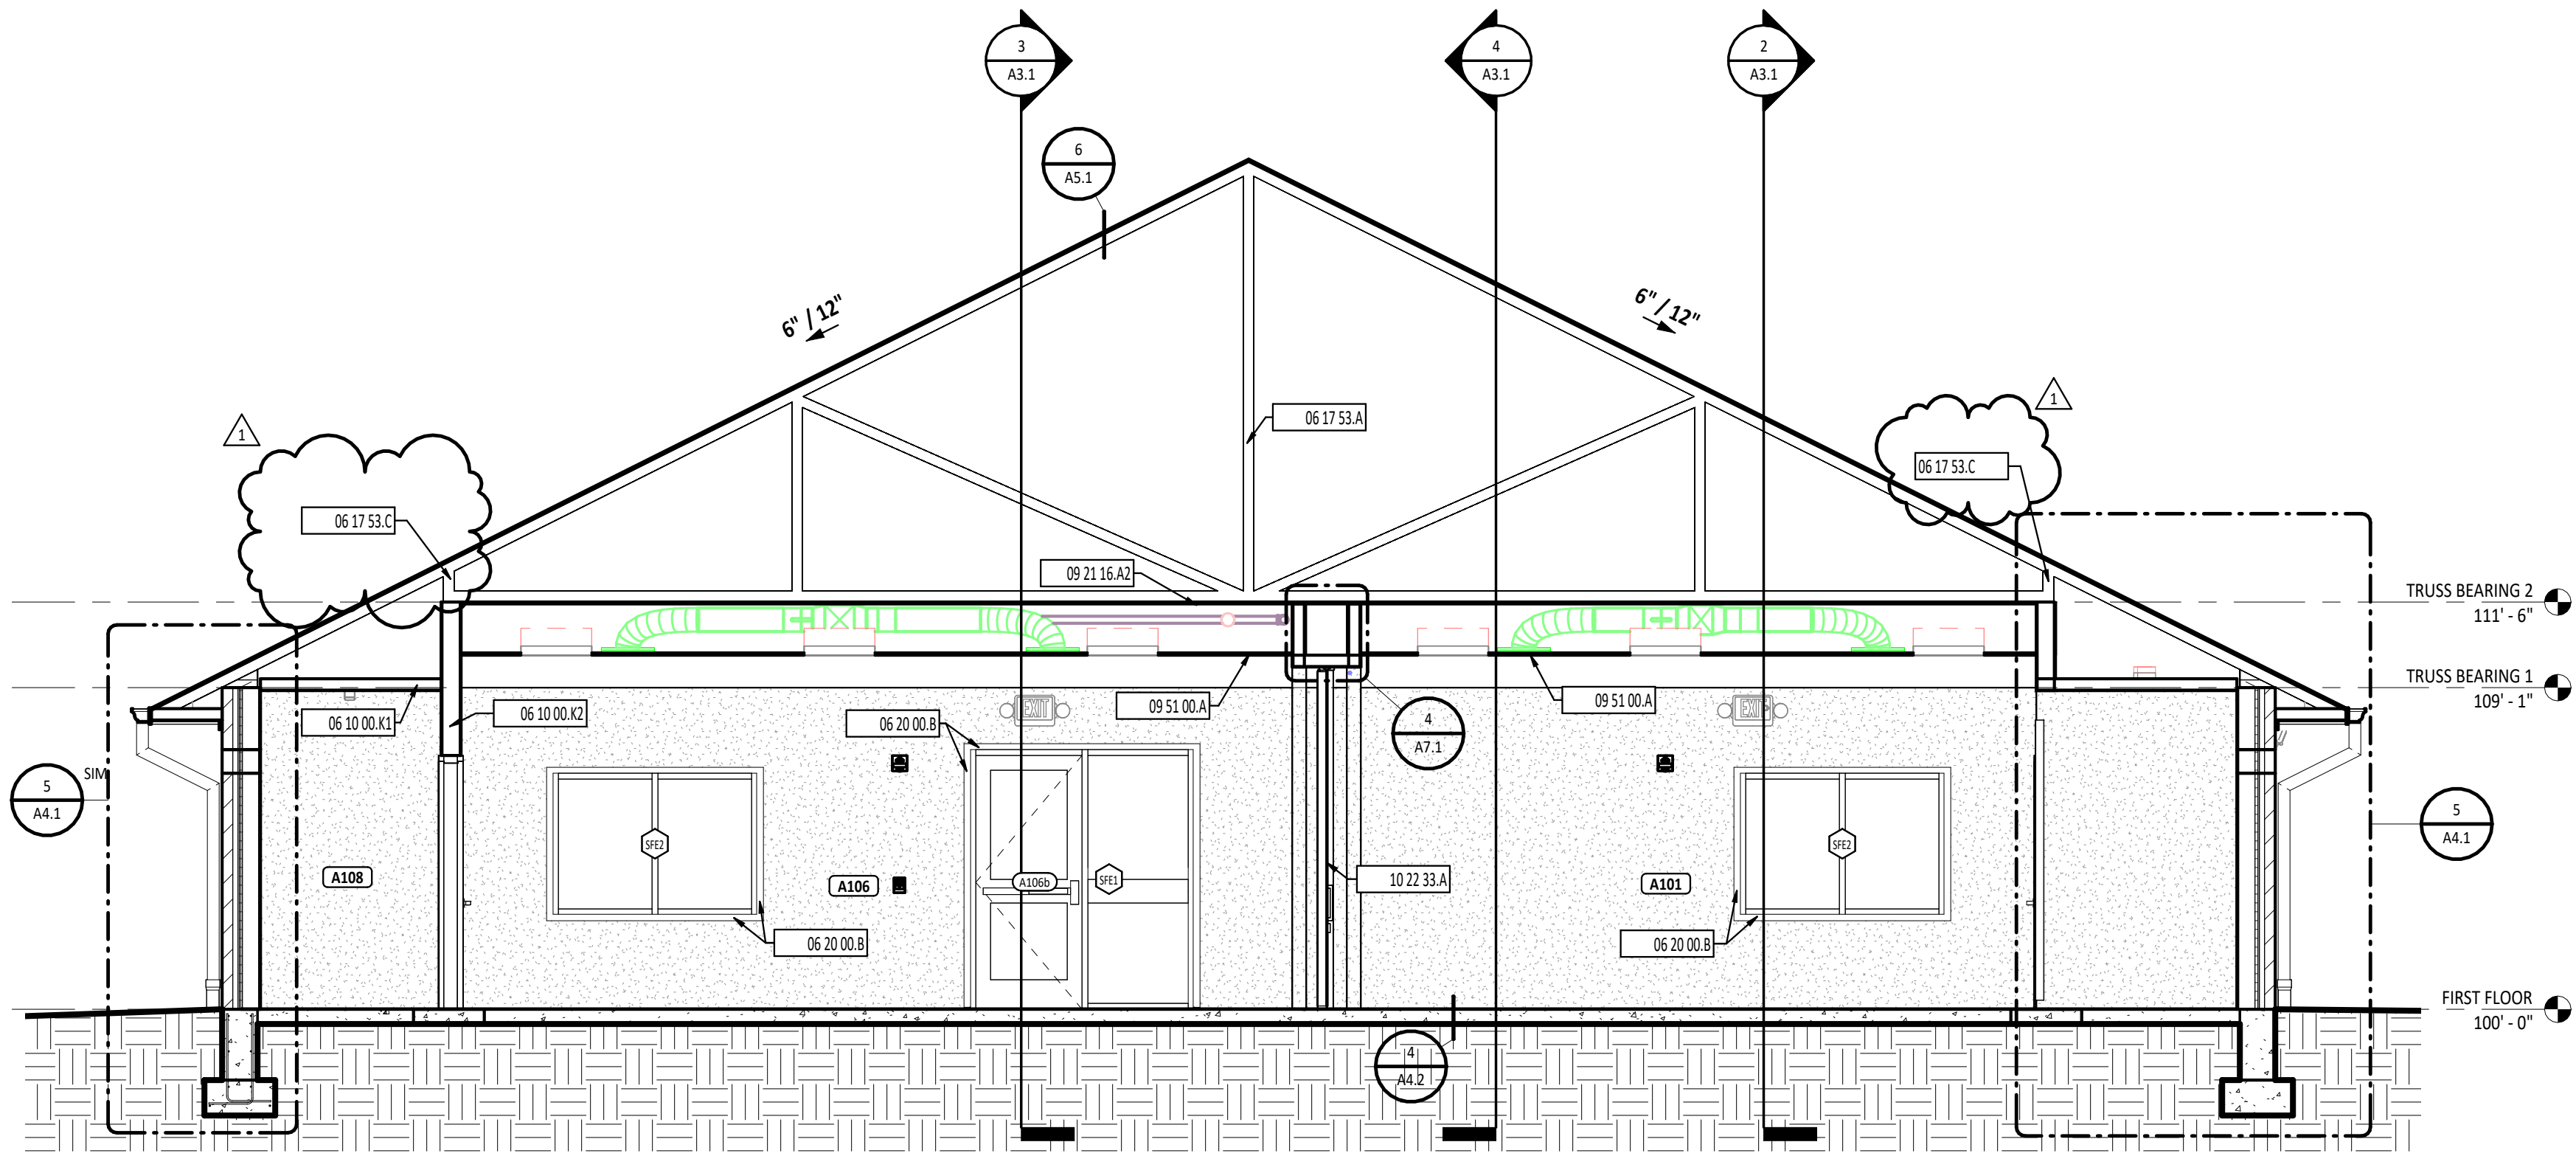 3
A3.1
4
A3.1
2
A3.1
6
A5.1
6" / 12"
6" / 12"
1
1
06 17 53.A
06 17 53.C
06 17 53.C
09 21 16.A2
TRUSS BEARING 2
111' - 6"
TRUSS BEARING 1
109' - 1"
06 10 00.K1
06 10 00.K2
06 20 00.B
EXIT
09 51 00.A
09 51 00.A
EXIT
4
A7.1
SIM
5
A4.1
5
A4.1
SFE2
SFE2
A108
A106
A106b
SFE1
10 22 33.A
A101
06 20 00.B
06 20 00.B
FIRST FLOOR
100' - 0"
4
A4.2